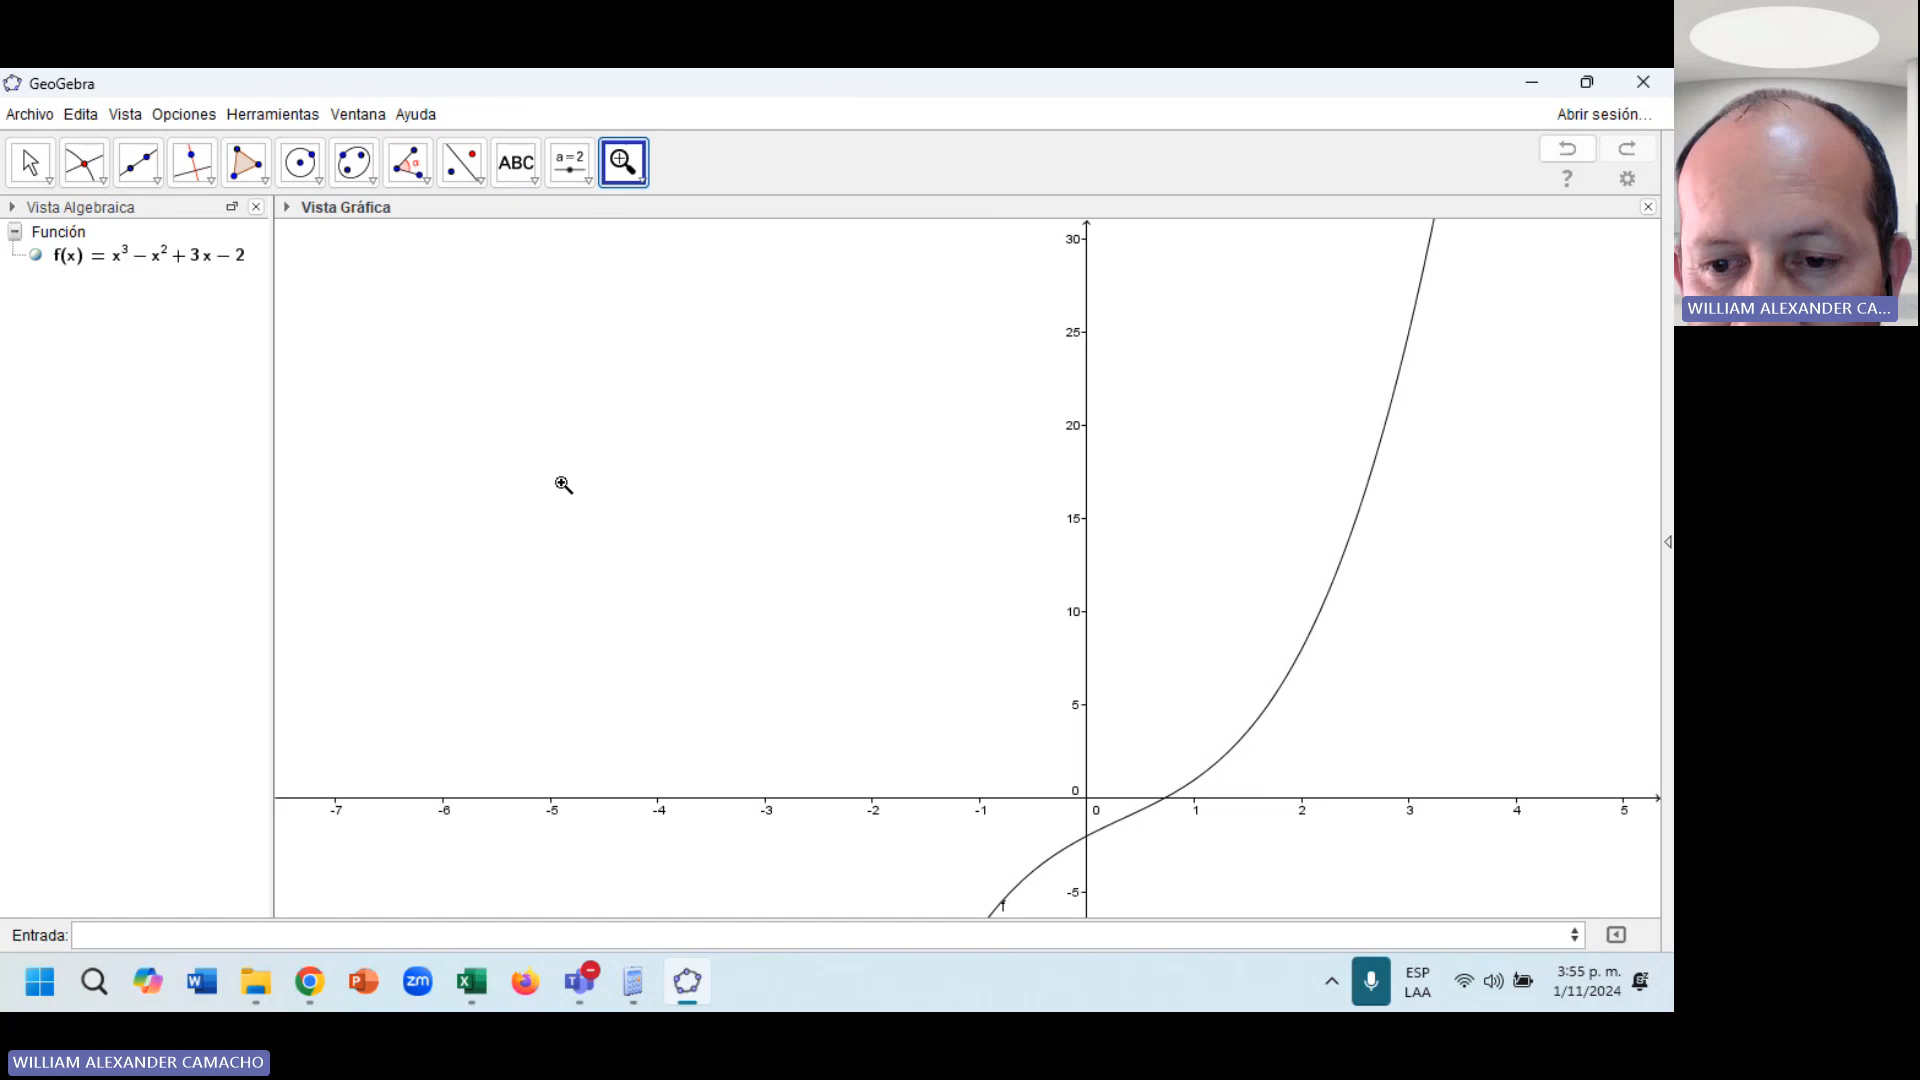 GeoGebra
Archivo Edita Vista Opciones Herramientas Ventana Ayuda
Abrir sesión...
ABC
a = 2
α
?
Vista Algebraica
Vista Gráfica
Función
f(x) = x³ – x² + 3 x – 2
30
25
20
15
10
5
0
-5
-7 -6 -5 -4 -3 -2 -1 0 1 2 3 4 5
f
Entrada:
W
P
zm
X
T
ESP
LAA
3:55 p. m.
1/11/2024
WILLIAM ALEXANDER CA...
WILLIAM ALEXANDER CAMACHO